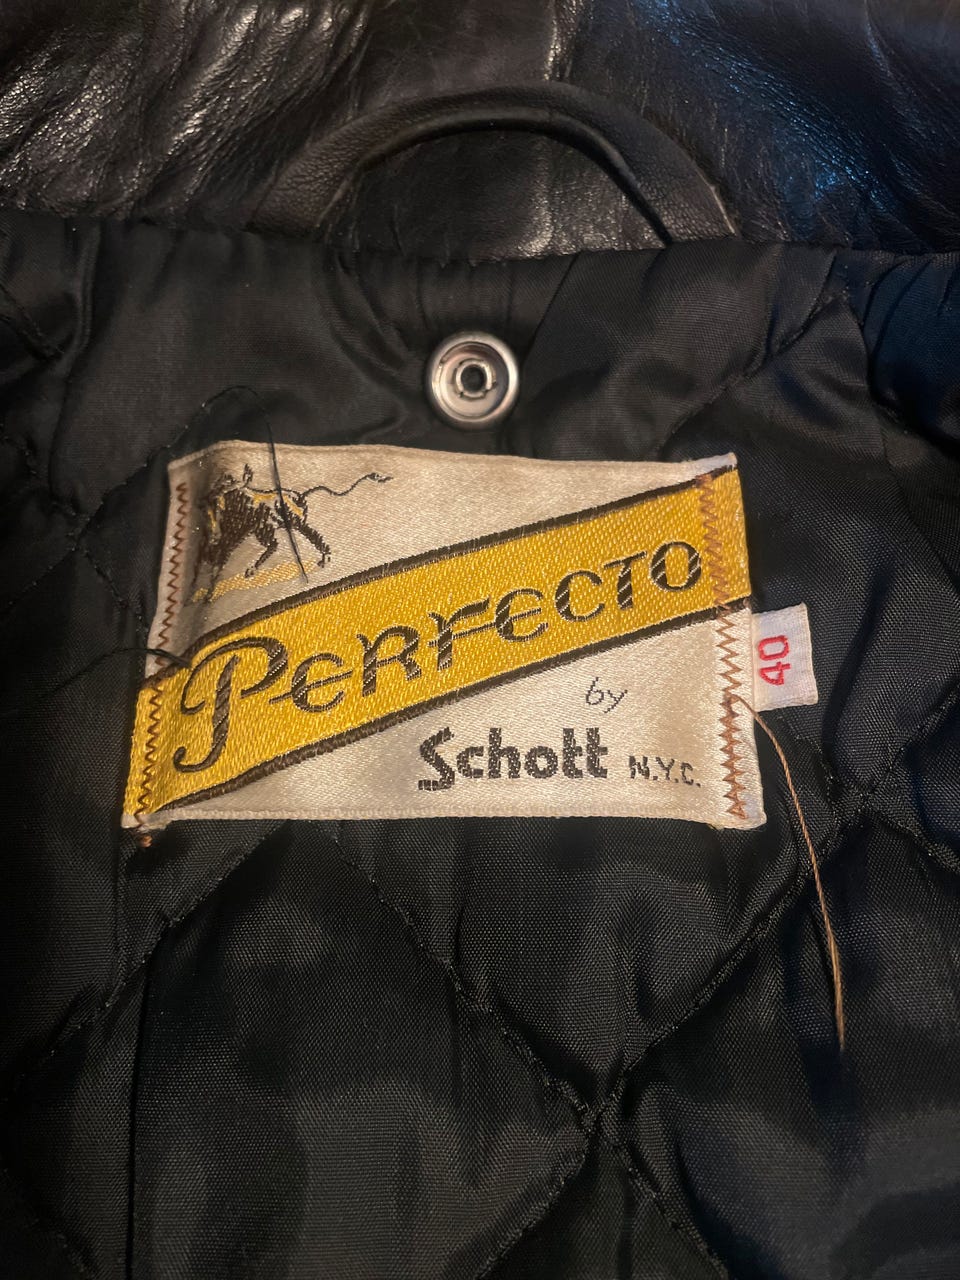 PERFECTO
by
Schott N.Y.C.
40